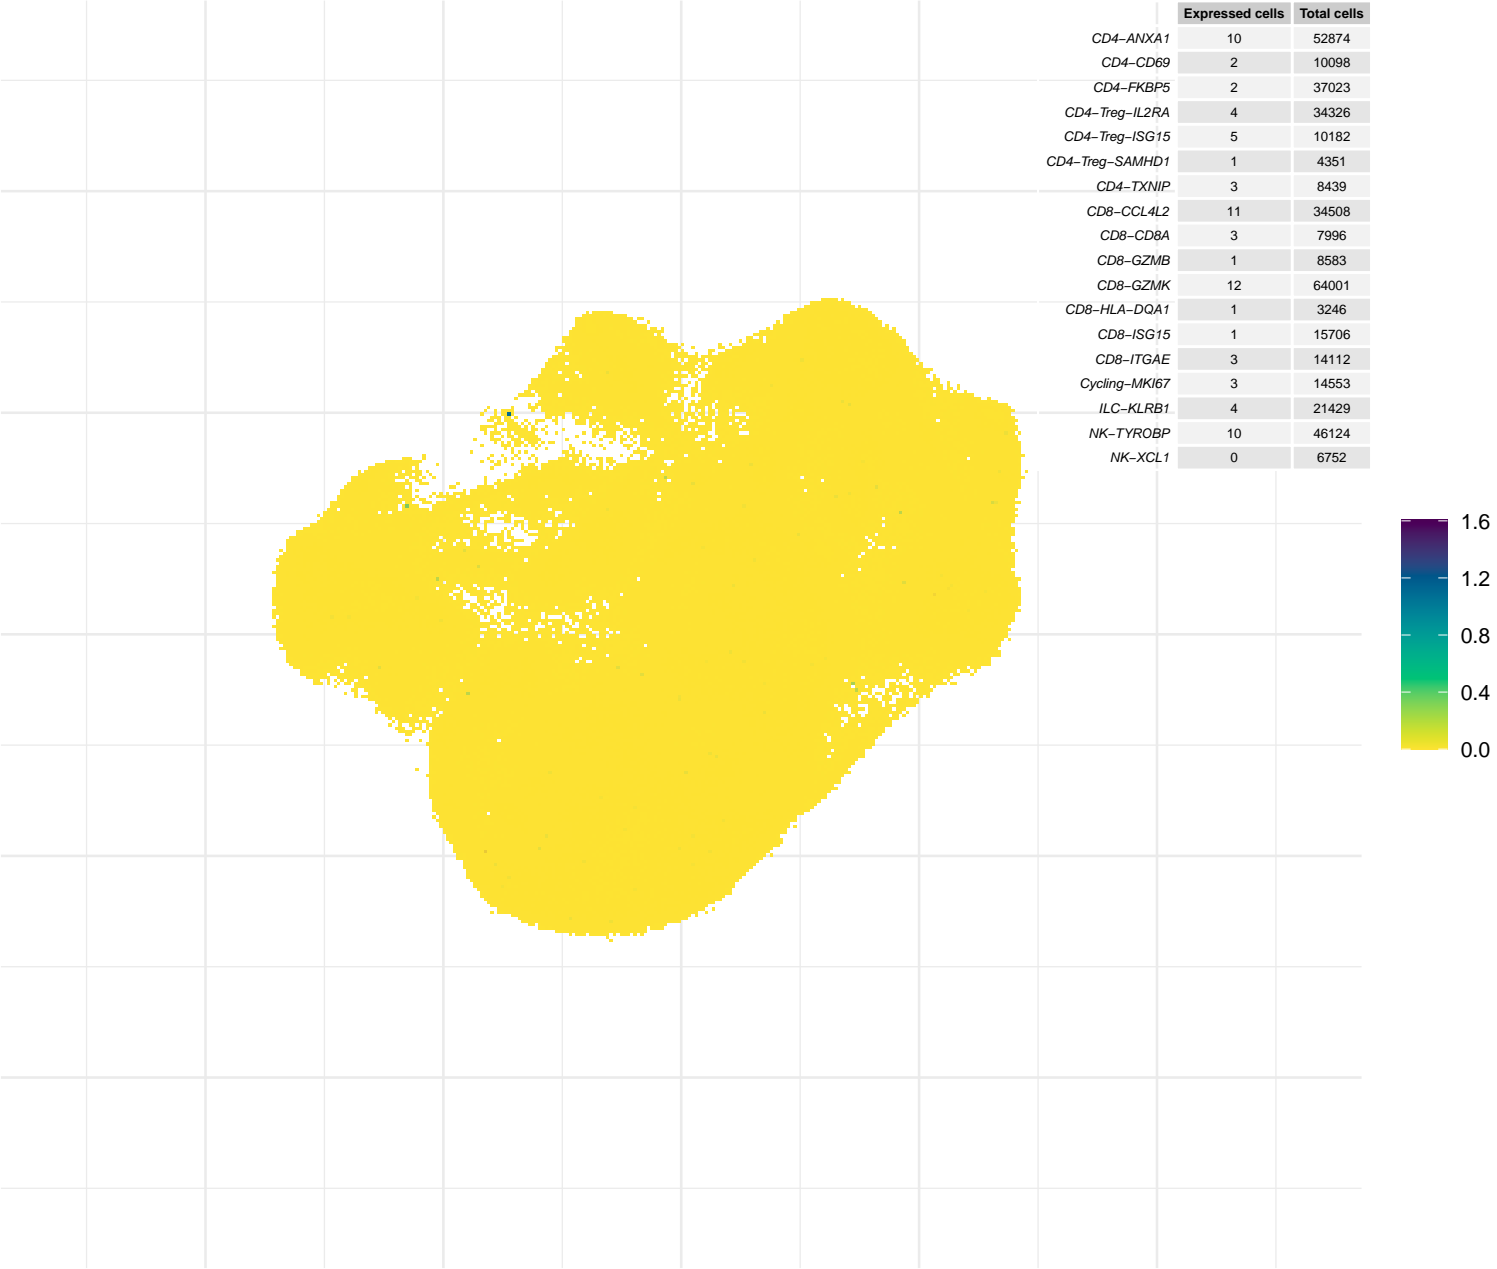 Expressed cells Total cells
CD4−ANXA1 10 52874
CD4−CD69 2 10098
CD4−FKBP5 2 37023
CD4−Treg−IL2RA 4 34326
CD4−Treg−ISG15 5 10182
CD4−Treg−SAMHD1 1 4351
CD4−TXNIP 3 8439
CD8−CCL4L2 11 34508
CD8−CD8A 3 7996
CD8−GZMB 1 8583
CD8−GZMK 12 64001
CD8−HLA−DQA1 1 3246
CD8−ISG15 1 15706
CD8−ITGAE 3 14112
Cycling−MKI67 3 14553
ILC−KLRB1 4 21429
NK−TYROBP 10 46124
NK−XCL1 0 6752
1.6
1.2
0.8
0.4
0.0